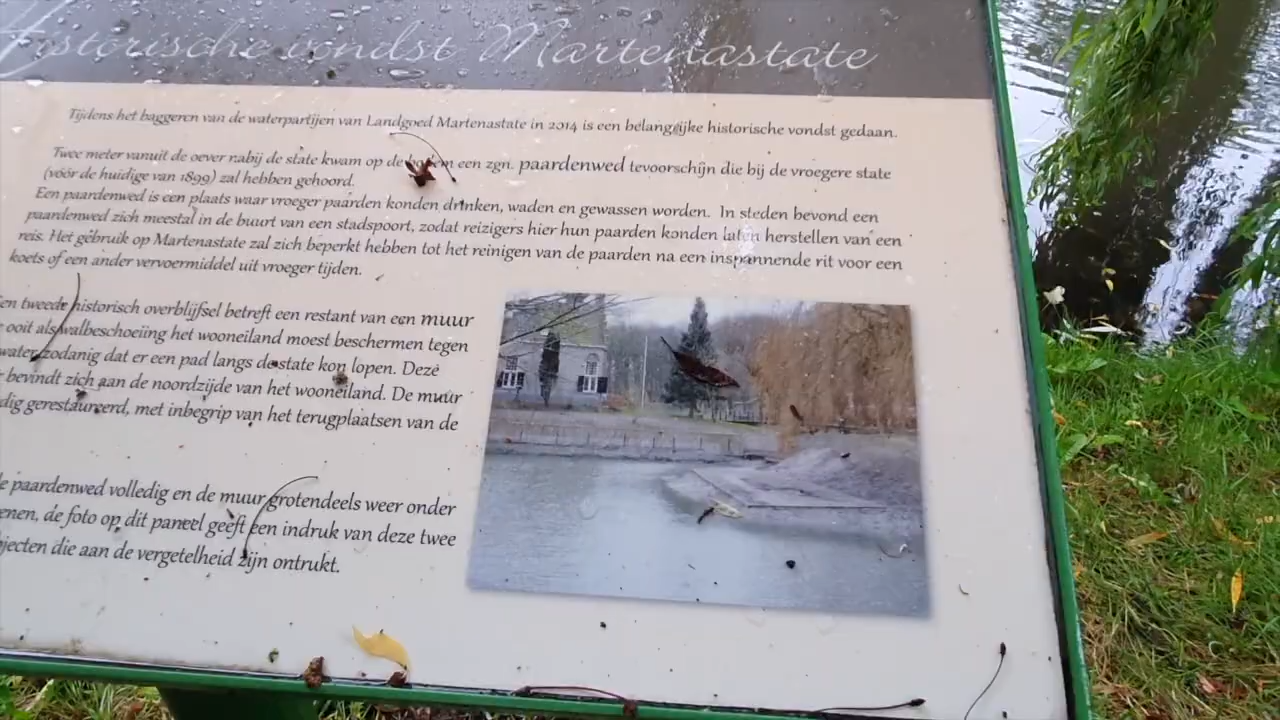 Historische vondst Martenastate
Tijdens het baggeren van de waterpartijen van Landgoed Martenastate in 2014 is een belangrijke historische vondst gedaan.
Twee meter vanuit de oever nabij de state kwam op de een zgn. paardenwed tevoorschijn die bij de vroegere state
(vóór de huidige van 1899) zal hebben gehoord.
Een paardenwed is een plaats waar vroeger paarden konden drinken, waden en gewassen worden. In steden bevond een
paardenwed zich meestal in de buurt van een stadspoort, zodat reizigers hier hun paarden konden laten herstellen van een
reis. Het gebruik op Martenastate zal zich beperkt hebben tot het reinigen van de paarden na een inspannende rit voor een
koets of een ander vervoermiddel uit vroeger tijden.
tweede historisch overblijfsel betreft een restant van een muur
ooit als walbeschoeiing het wooneiland moest beschermen tegen
water, zodanig dat er een pad langs de state kon lopen. Deze
bevindt zich aan de noordzijde van het wooneiland. De muur
dig gerestaureerd, met inbegrip van het terugplaatsen van de
paardenwed volledig en de muur grotendeels weer onder
enen, de foto op dit paneel geeft een indruk van deze twee
jecten die aan de vergetelheid zijn ontrukt.